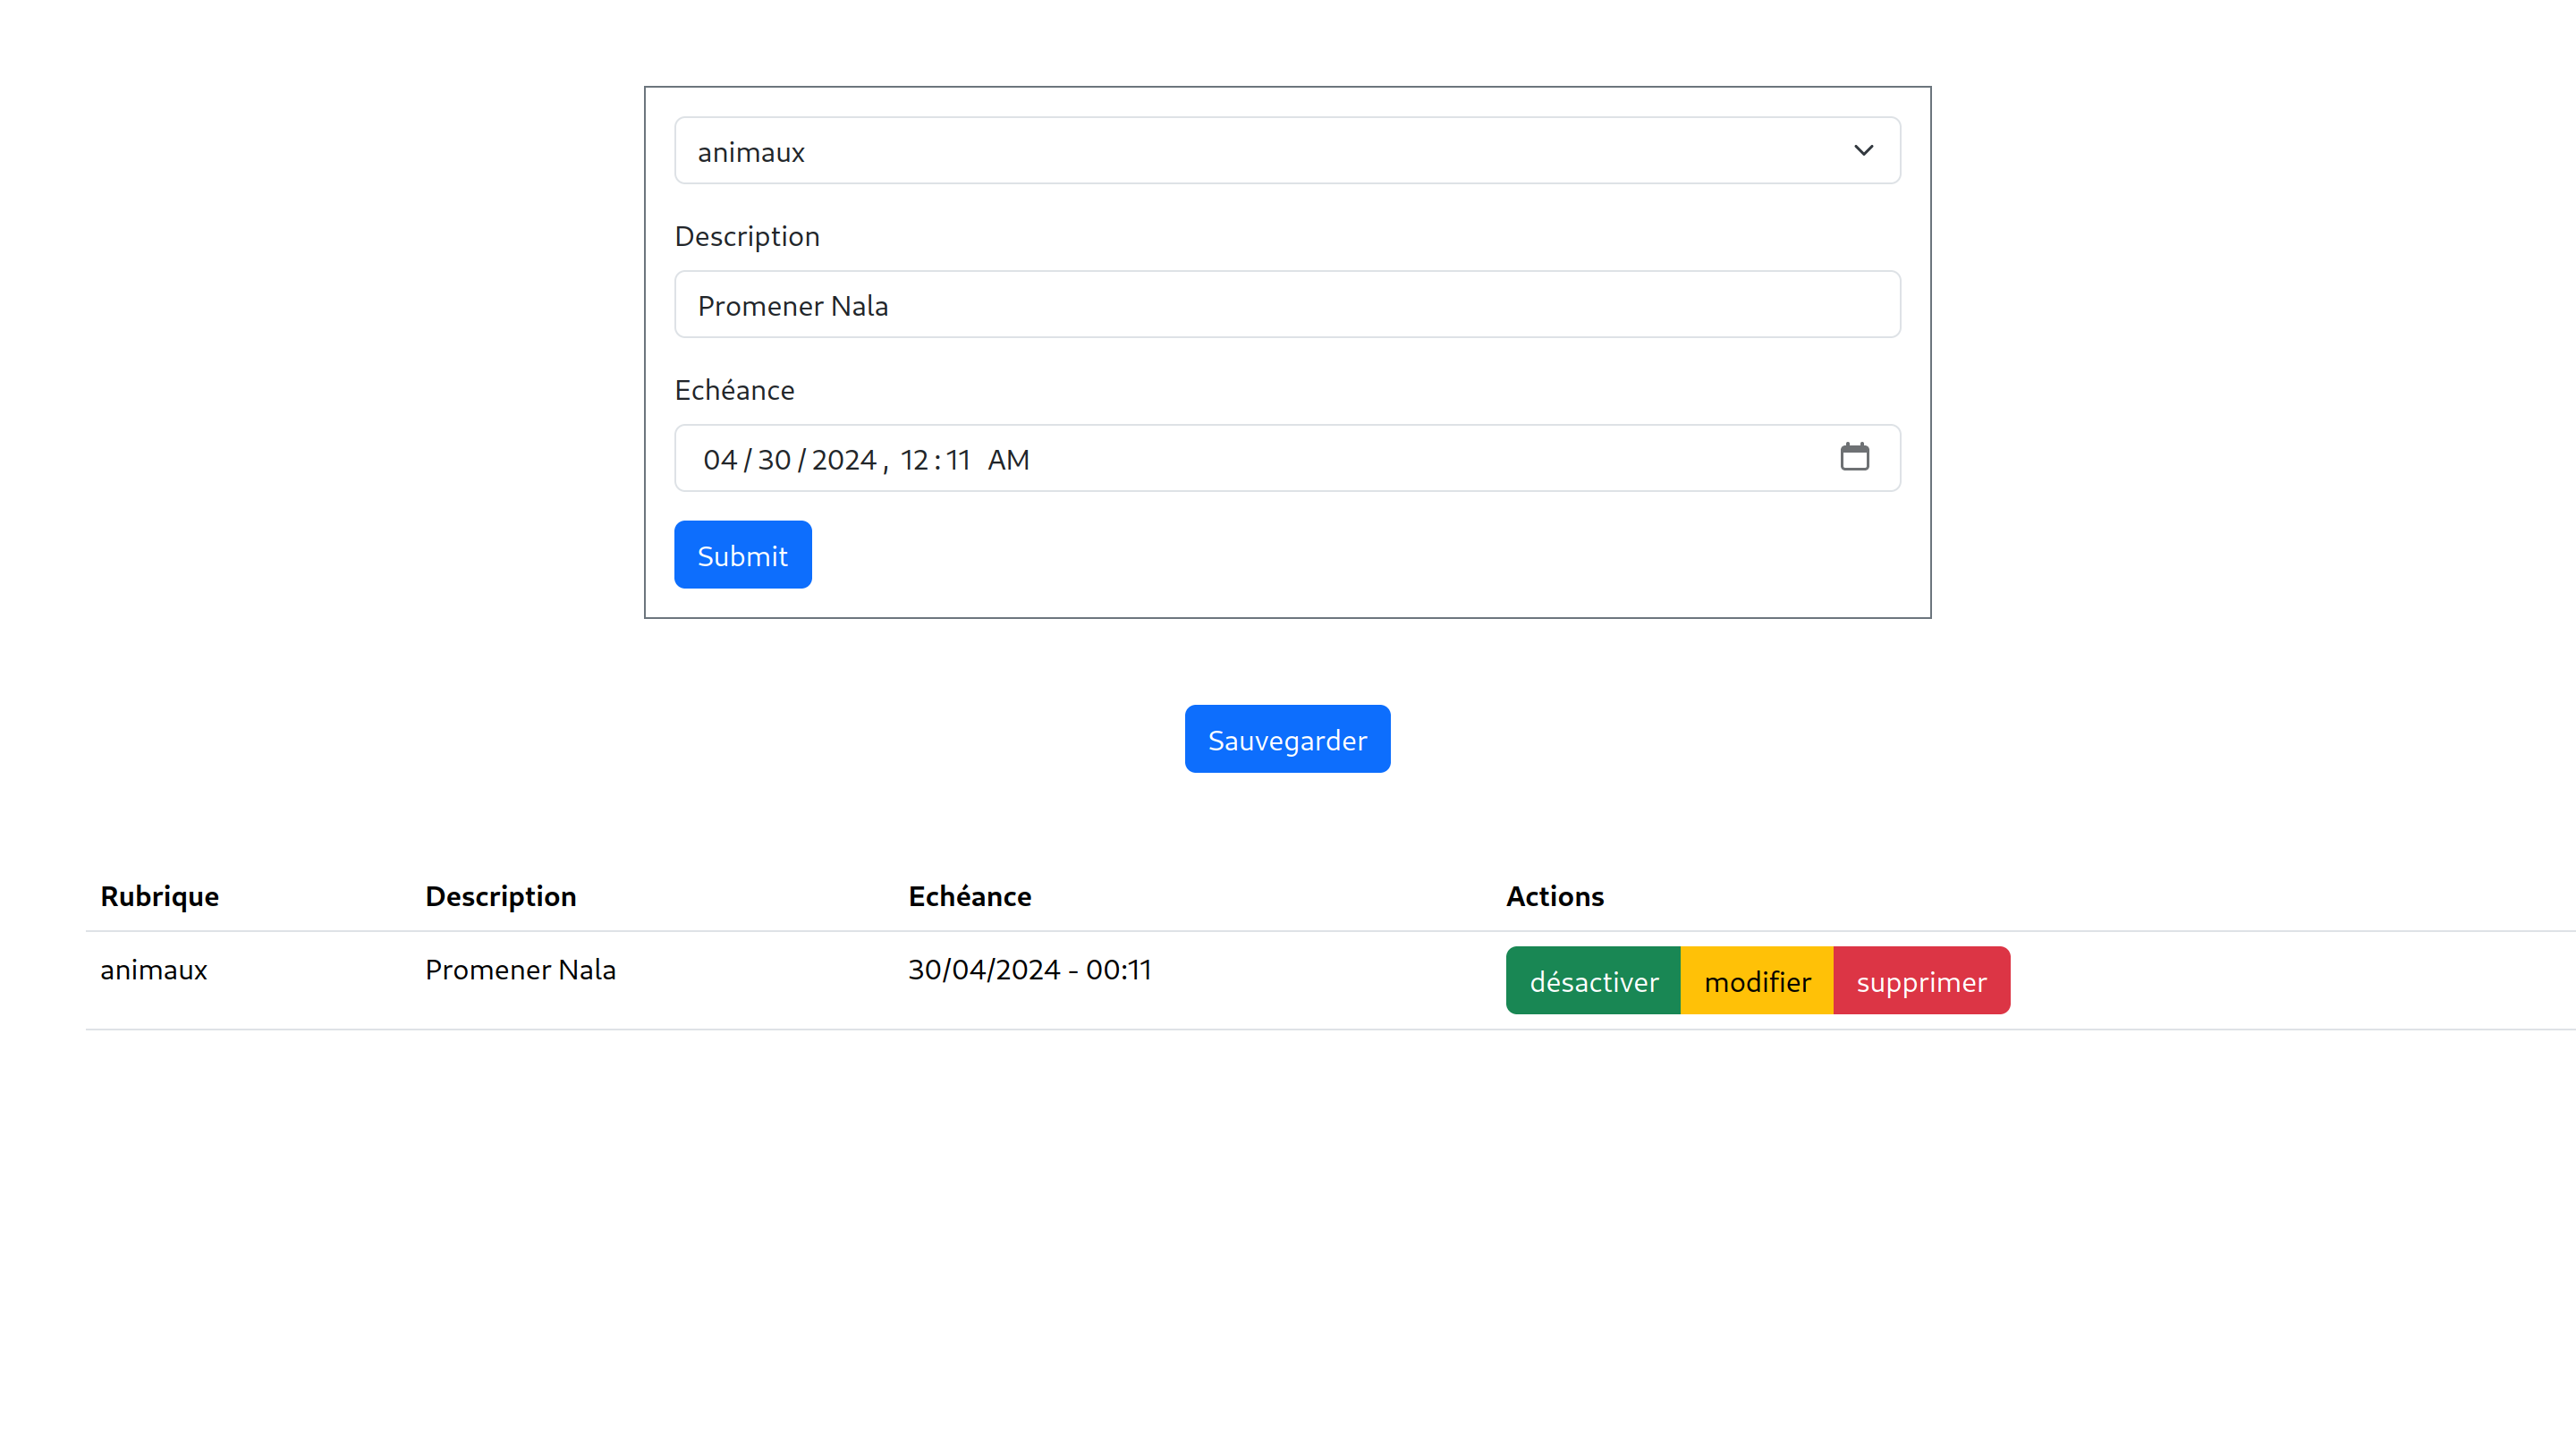 animaux
Description
Promener Nala
Echéance
04/30/2024, 12:11 AM
Submit
Sauvegarder
Rubrique Description Echéance Actions
animaux Promener Nala 30/04/2024 - 00:11 désactiver modifier supprimer